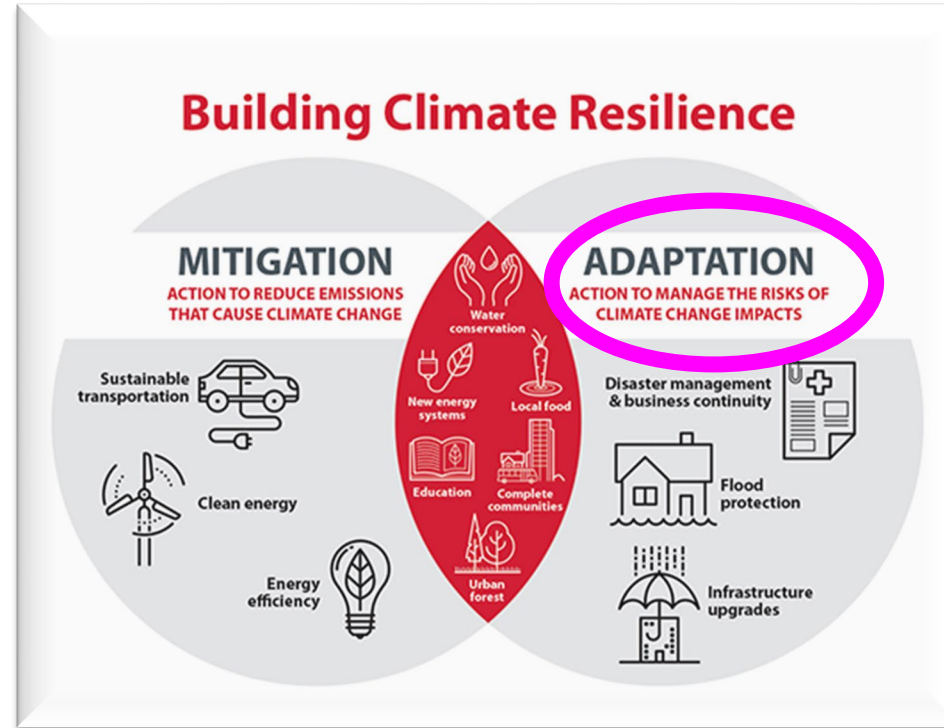 Building Climate Resilience
MITIGATION
ACTION TO REDUCE EMISSIONS
THAT CAUSE CLIMATE CHANGE
Sustainable
transportation
Clean energy
Energy
efficiency
Water
conservation
New energy
systems
Local food
Education
Complete
communities
Urban
forest
ADAPTATION
ACTION TO MANAGE THE RISKS OF
CLIMATE CHANGE IMPACTS
Disaster management
& business continuity
Flood
protection
Infrastructure
upgrades